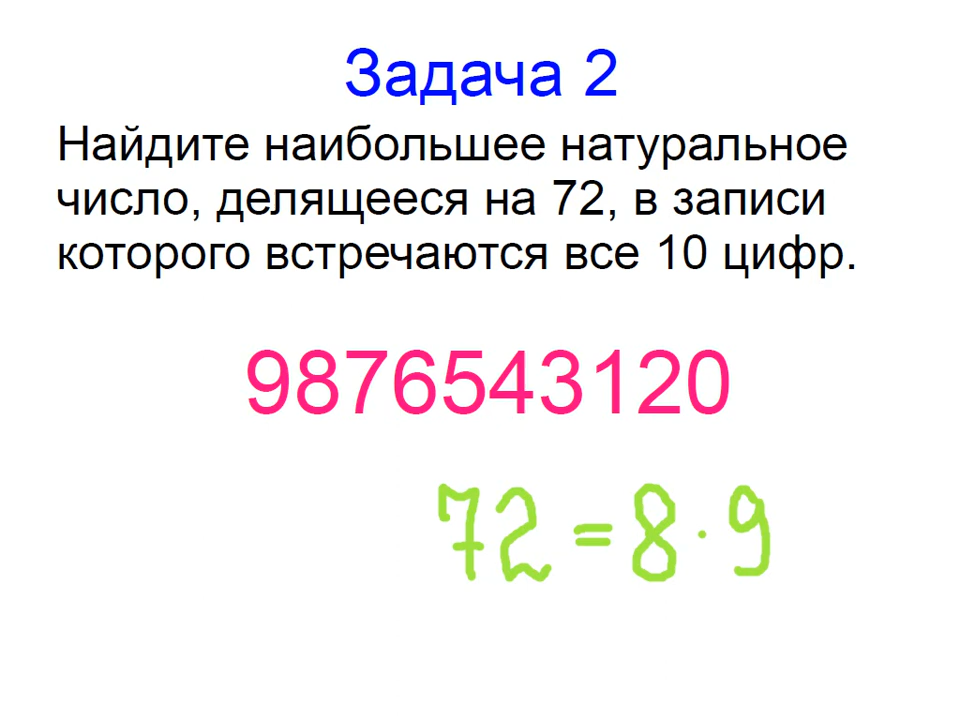 Задача 2
Найдите наибольшее натуральное
число, делящееся на 72, в записи
которого встречаются все 10 цифр.
9876543120
72 = 8 · 9